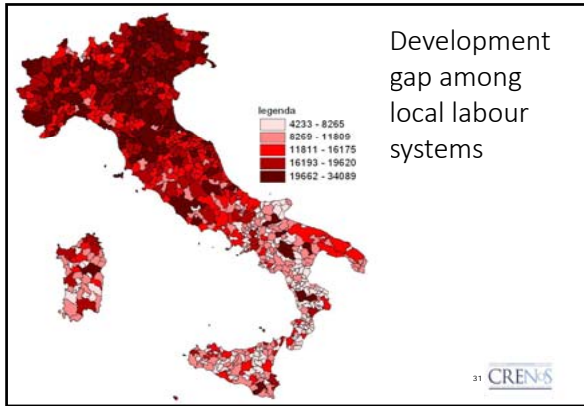 Development
gap among
local labour
systems
legenda
4233 - 8265
8269 - 11809
11811 - 16175
16193 - 19620
19662 - 34089
31 CRENoS